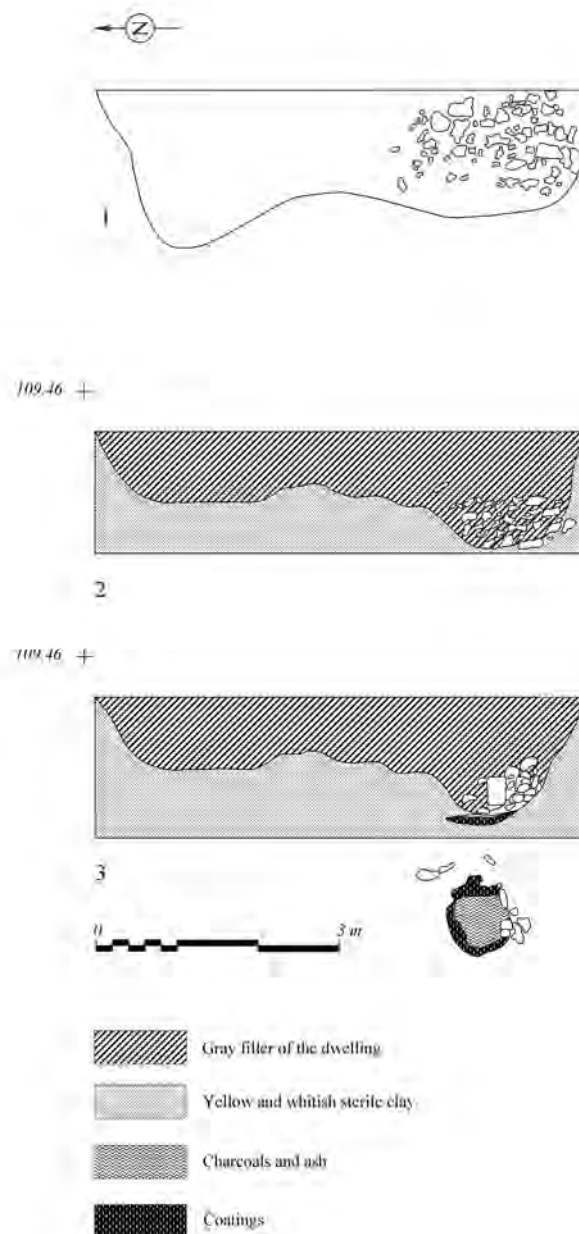 N
1
109.46
2
109.46
3
0 3 m
Gray filler of the dwelling
Yellow and whitish sterile clay
Charcoals and ash
Coatings